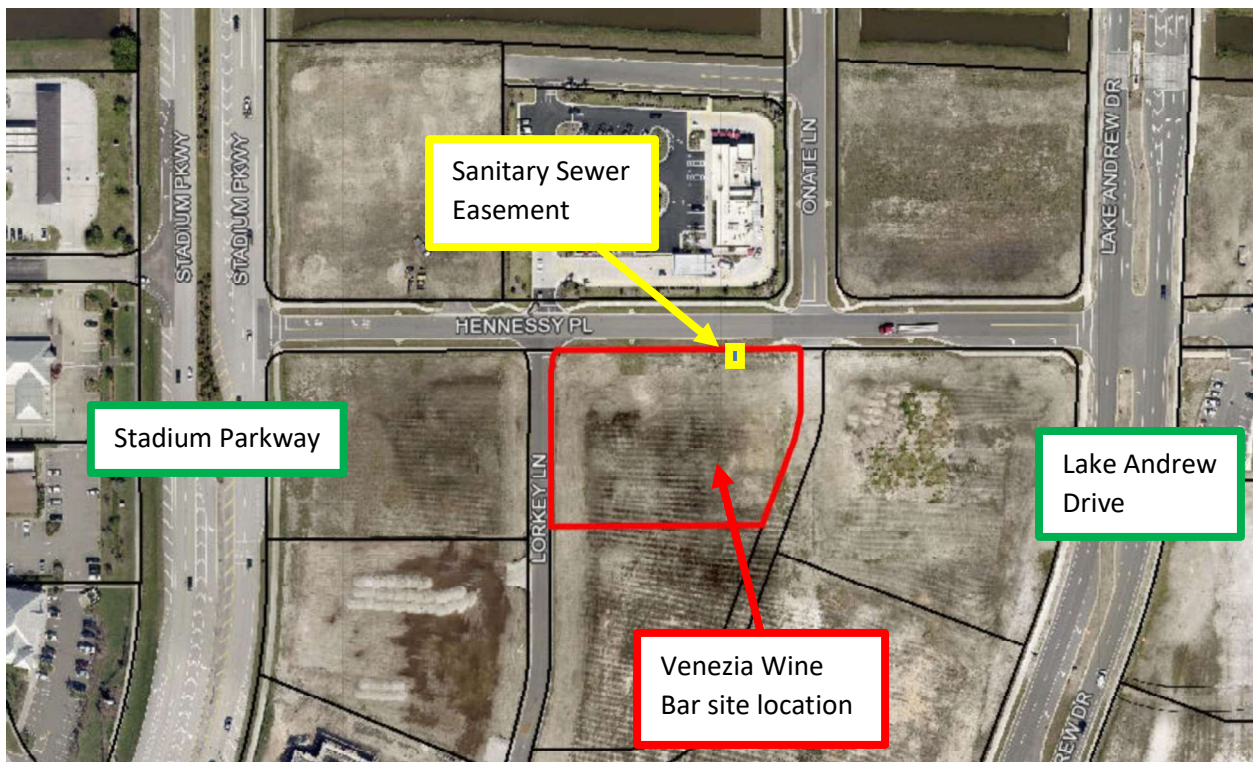 STADIUM PKWY
STADIUM PKWY
Sanitary Sewer
Easement
ONATE LN
LAKE ANDREW DR
HENNESSY PL
Stadium Parkway
LORKEY LN
Lake Andrew
Drive
Venezia Wine
Bar site location
REW DR